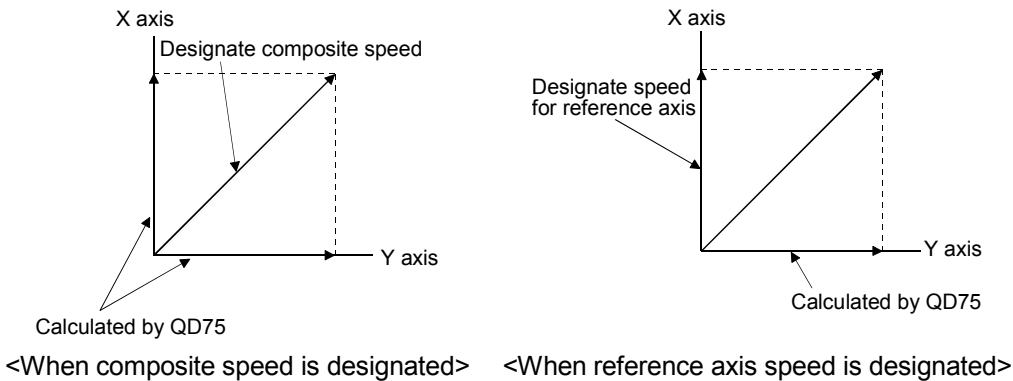 X axis
Designate composite speed
Y axis
Calculated by QD75
<When composite speed is designated>
X axis
Designate speed
for reference axis
Y axis
Calculated by QD75
<When reference axis speed is designated>